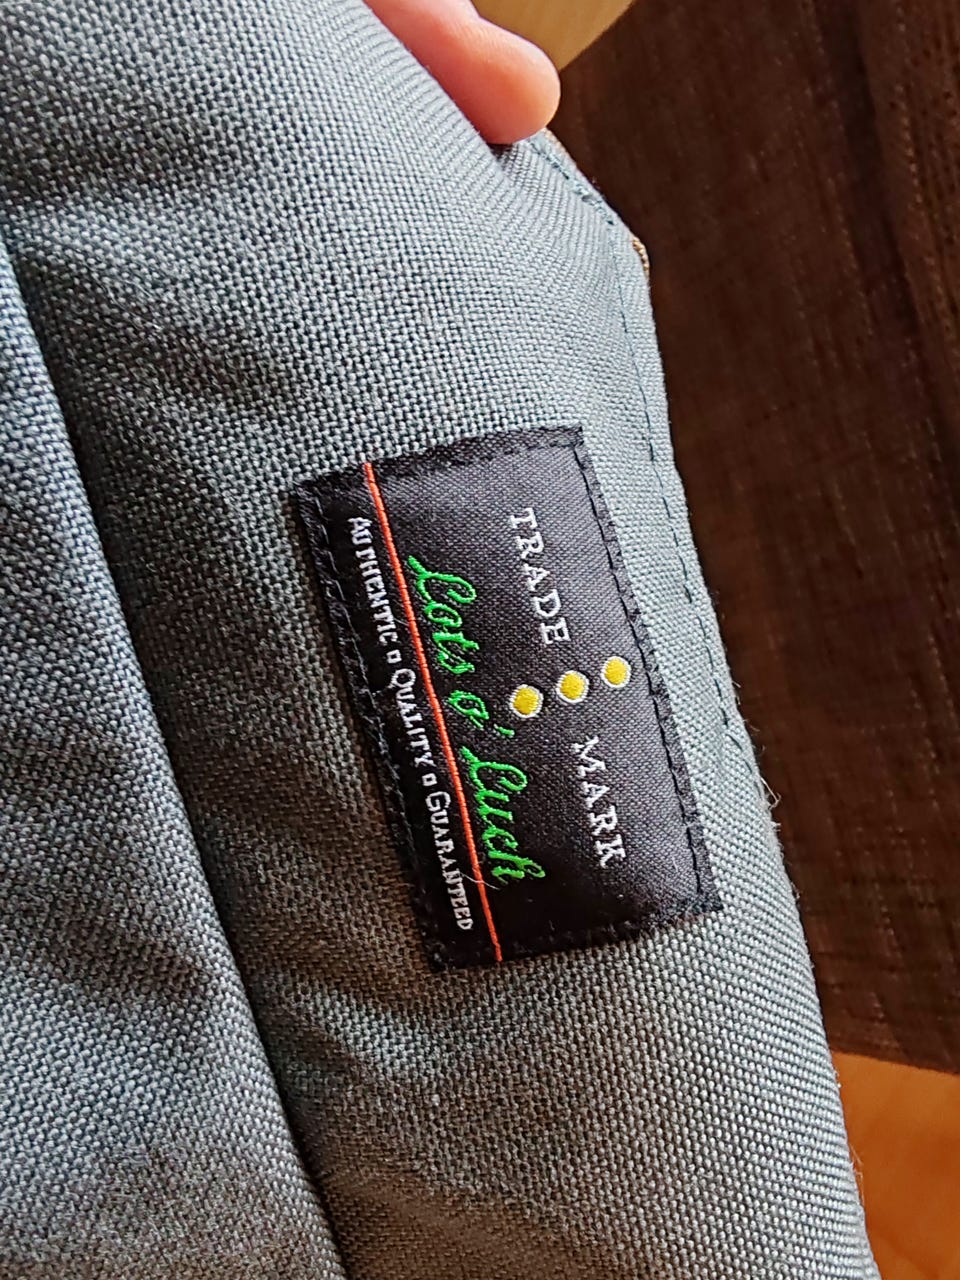 TRADE MARK
Lots o' Luck
AUTHENTIC QUALITY GUARANTEED